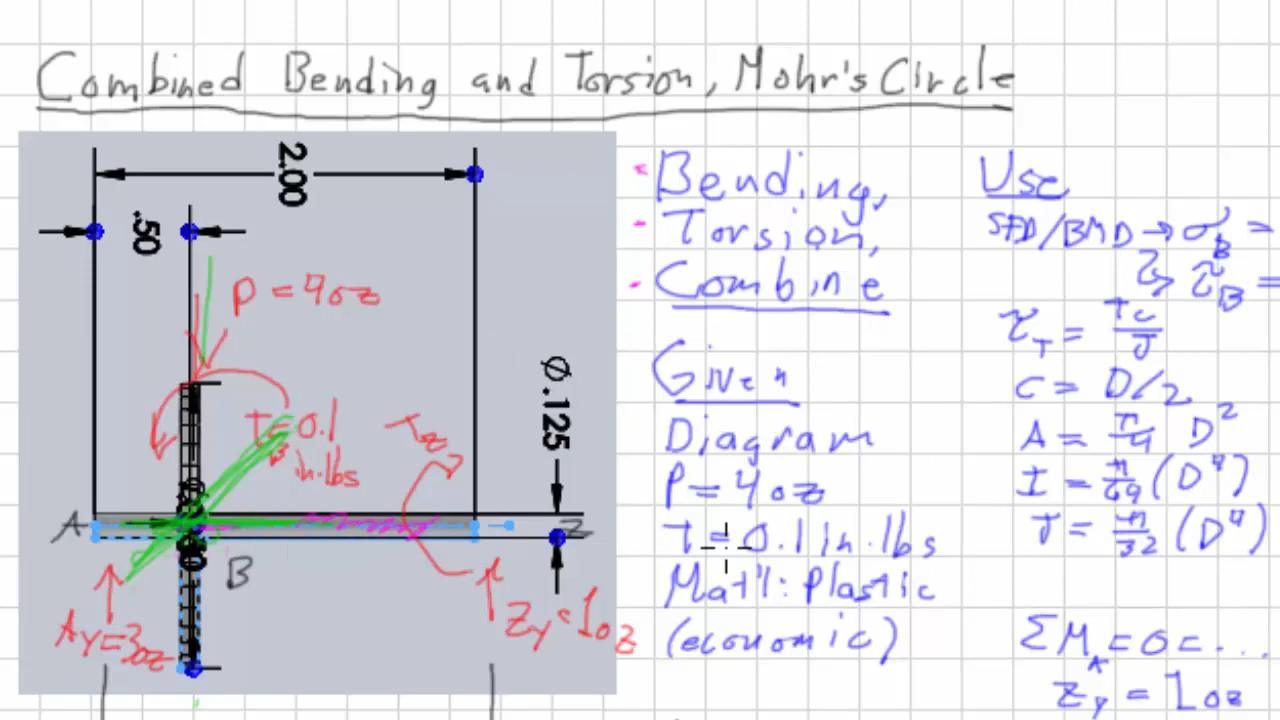 Combined Bending and Torsion, Mohr's Circle
2.00
.50
P = 4oz
T = 0.1
in.lbs
Tz
Ø.125
A
B
Z
Ay = 3oz
Zy = 1oz
• Bending,
• Torsion,
• Combine
Given
Diagram
P = 4oz
T = 0.1 in.lbs
Mat'l: Plastic
(economic)
Use
SFD/BMD → σB =
↳ τB =
τT = Tc/J
C = D/2
A = π/4 D²
I = π/64 (D⁴)
J = π/32 (D⁴)
ΣMA = 0 = ...
Zy = 1oz